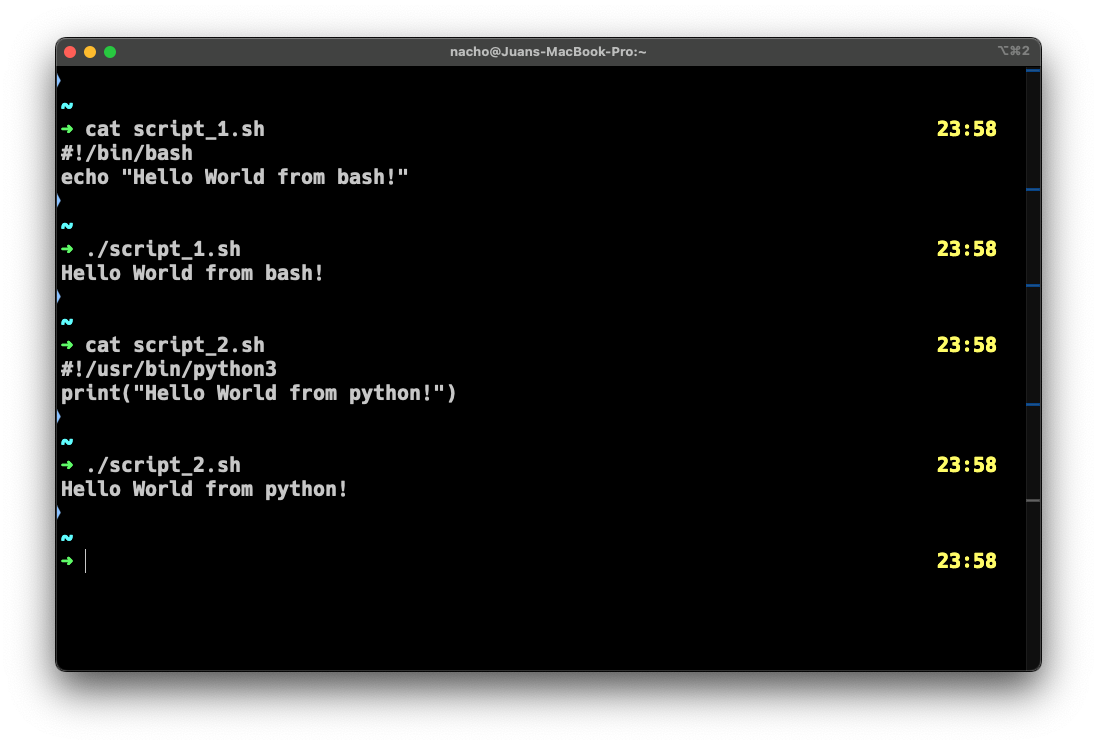 nacho@Juans-MacBook-Pro:~ ⌥⌘2
~
➜ cat script_1.sh 23:58
#!/bin/bash
echo "Hello World from bash!"
~
➜ ./script_1.sh 23:58
Hello World from bash!
~
➜ cat script_2.sh 23:58
#!/usr/bin/python3
print("Hello World from python!")
~
➜ ./script_2.sh 23:58
Hello World from python!
~
➜ 23:58